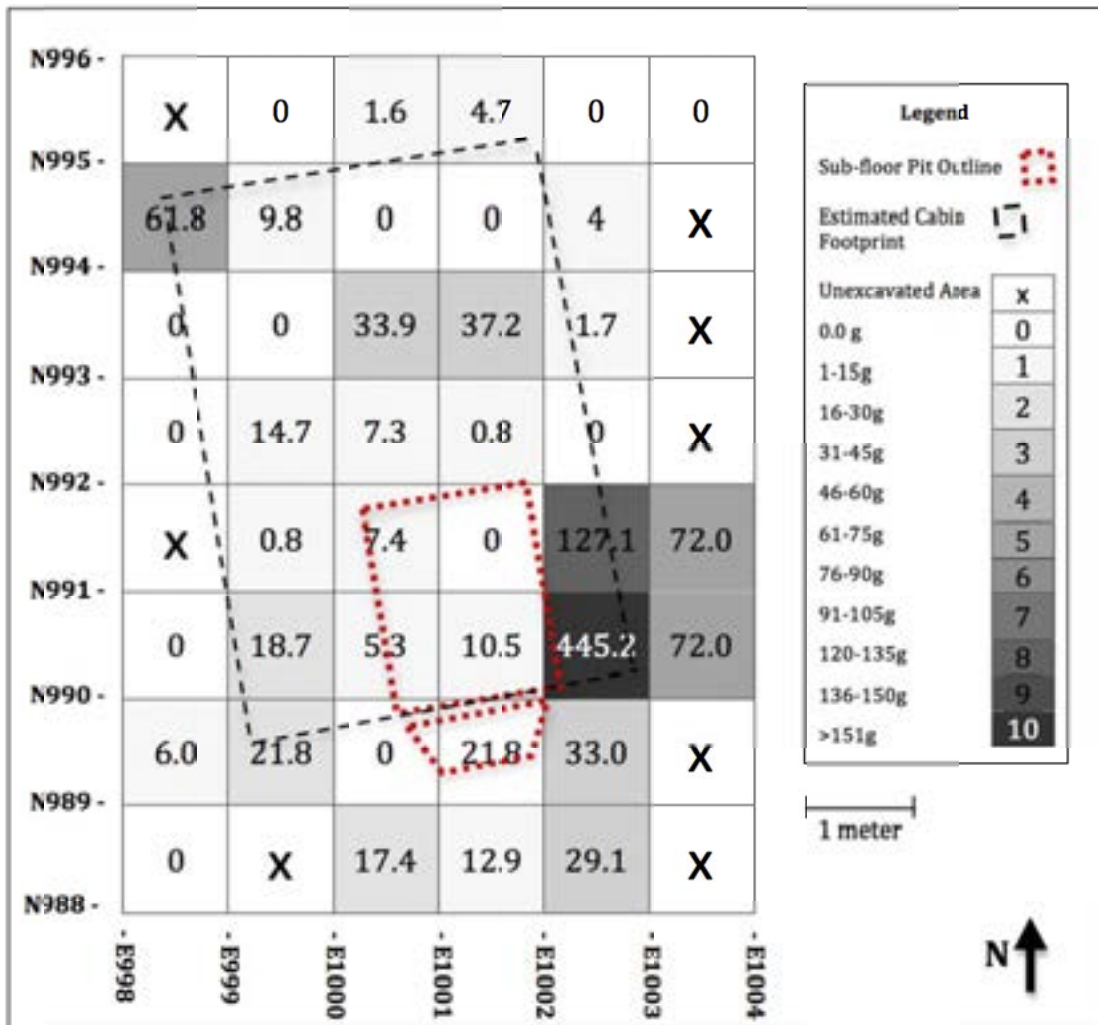 N996 -
X 0 1.6 4.7 0 0
N995 -
61.8 9.8 0 0 4 X
N994 -
0 0 33.9 37.2 1.7 X
N993 -
0 14.7 7.3 0.8 0 X
N992 -
X 0.8 7.4 0 127.1 72.0
N991 -
0 18.7 5.3 10.5 445.2 72.0
N990 -
6.0 21.8 0 21.8 33.0 X
N989 -
0 X 17.4 12.9 29.1 X
N988 -
- E998
- E999
- E1000
- E1001
- E1002
- E1003
- E1004
Legend
Sub-floor Pit Outline
Estimated Cabin
Footprint
Unexcavated Area x
0.0 g 0
1-15g 1
16-30g 2
31-45g 3
46-60g 4
61-75g 5
76-90g 6
91-105g 7
120-135g 8
136-150g 9
>151g 10
1 meter
N